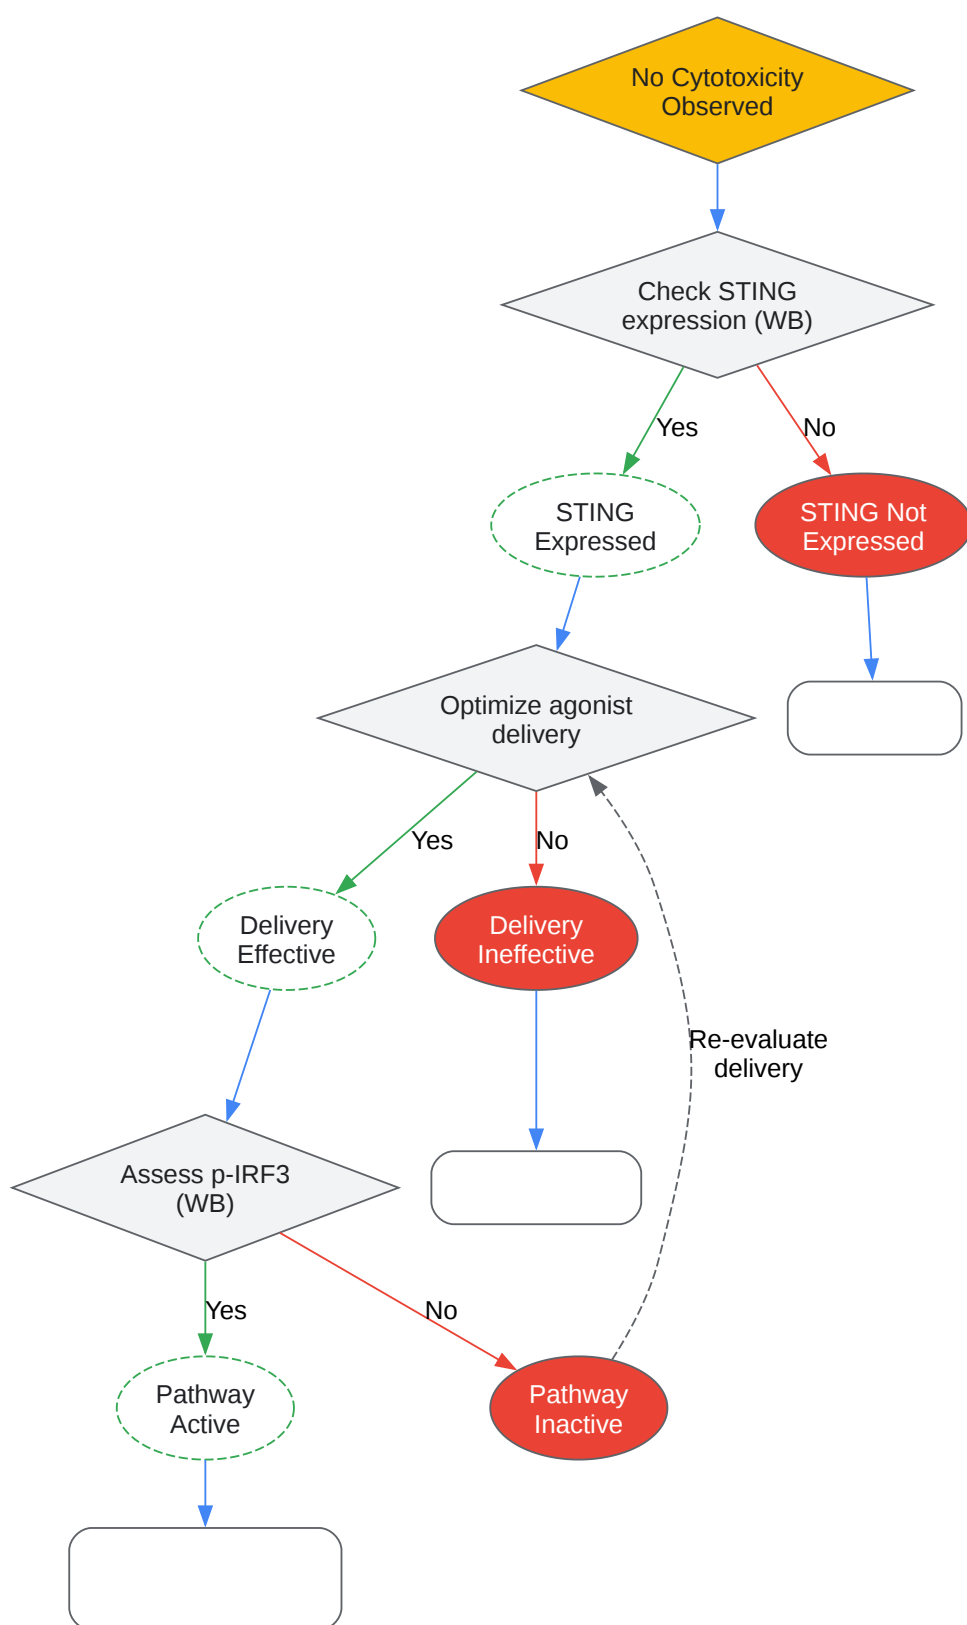 No Cytotoxicity
Observed
Check STING
expression (WB)
Yes
No
STING
Expressed
STING Not
Expressed
Optimize agonist
delivery
Yes
No
Delivery
Effective
Delivery
Ineffective
Re-evaluate
delivery
Assess p-IRF3
(WB)
Yes
No
Pathway
Active
Pathway
Inactive